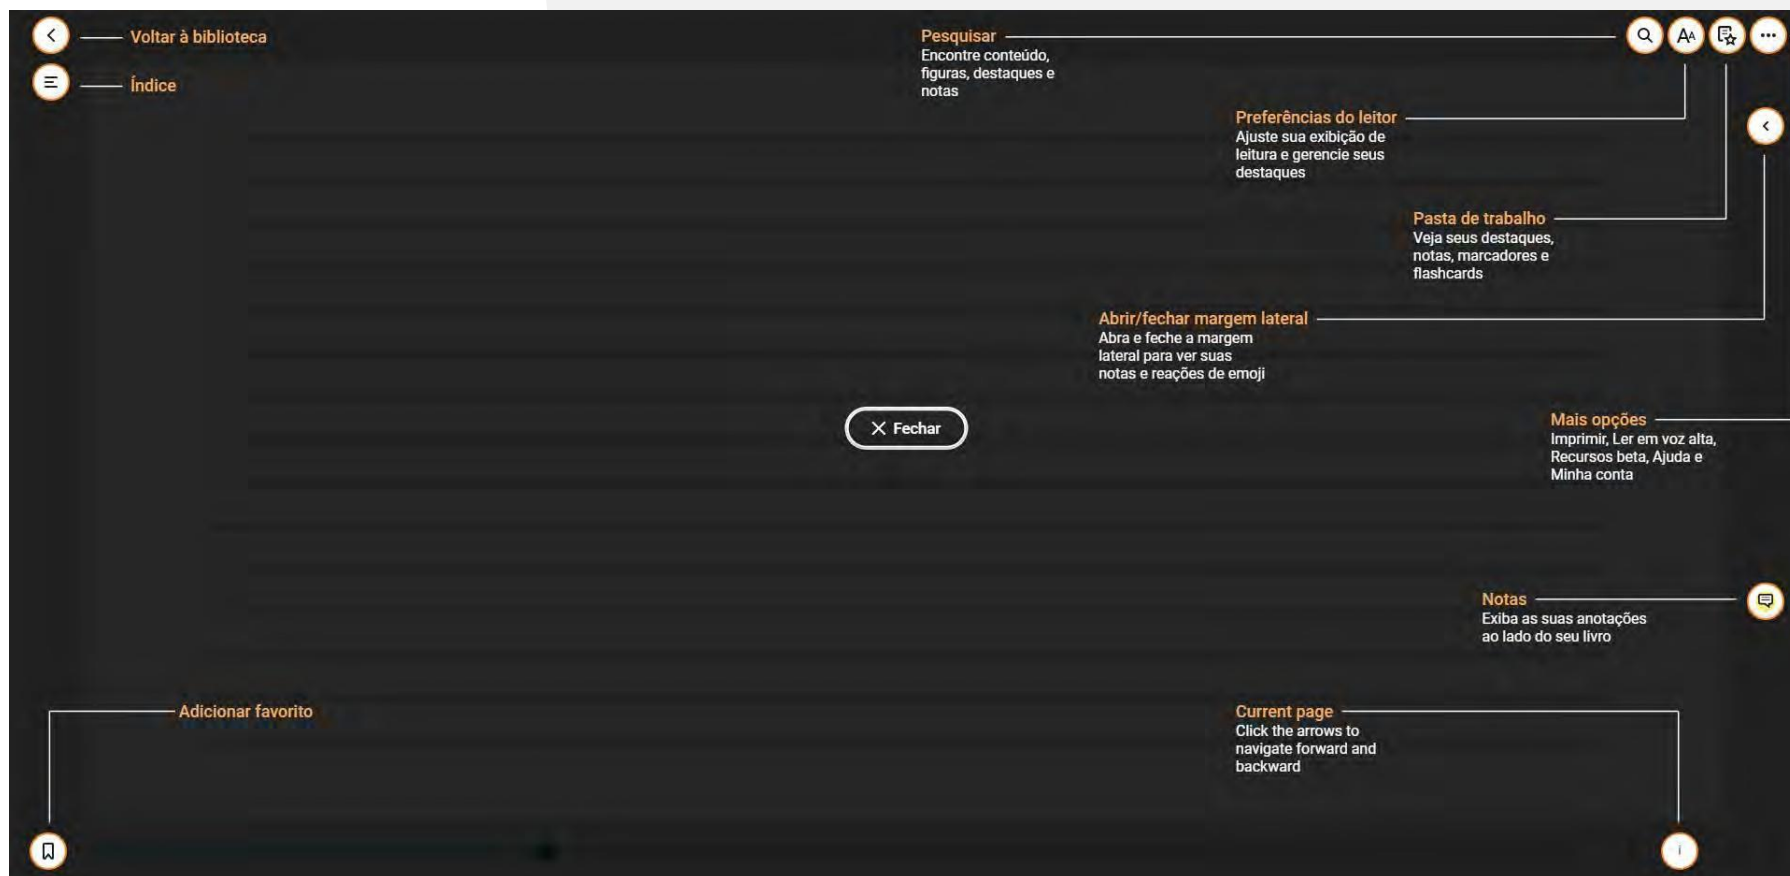 Voltar à biblioteca
Índice
Pesquisar
Encontre conteúdo,
figuras, destaques e
notas
AA
Preferências do leitor
Ajuste sua exibição de
leitura e gerencie seus
destaques
Pasta de trabalho
Veja seus destaques,
notas, marcadores e
flashcards
Abrir/fechar margem lateral
Abra e feche a margem
lateral para ver suas
notas e reações de emoji
Fechar
Mais opções
Imprimir, Ler em voz alta,
Recursos beta, Ajuda e
Minha conta
Notas
Exiba as suas anotações
ao lado do seu livro
Adicionar favorito
Current page
Click the arrows to
navigate forward and
backward